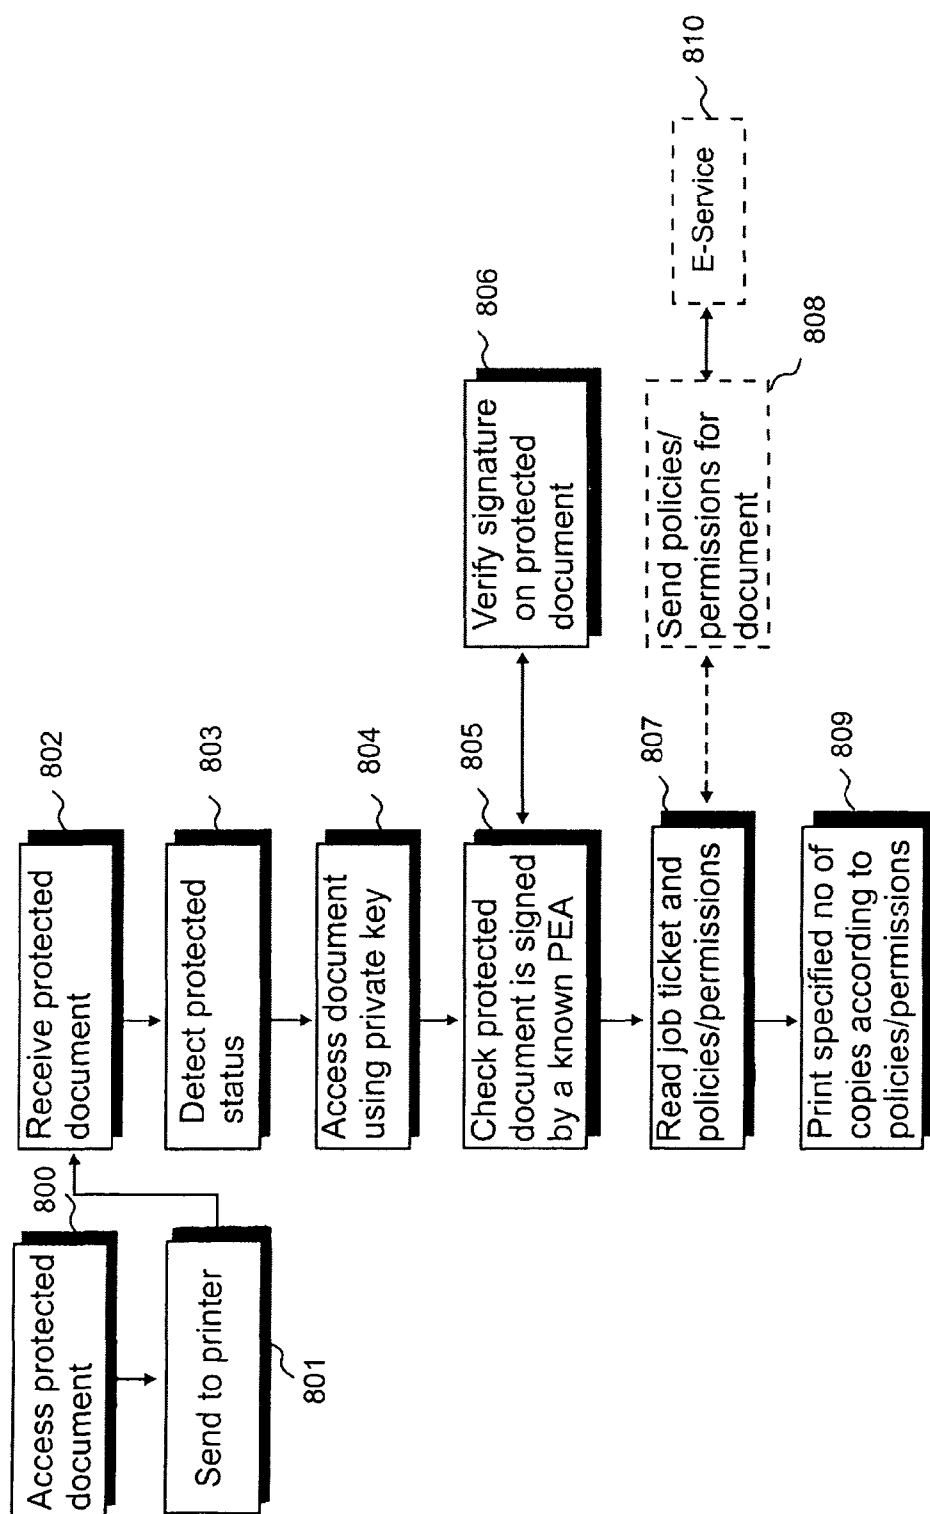 Access protected
document
800
Send to printer
801
Receive protected
document
802
Detect protected
status
803
Access document
using private key
804
Check protected
document is signed
by a known PEA
805
Verify signature
on protected
document
806
Read job ticket and
policies/permissions
807
Send policies/
permissions for
document
808
E-Service
810
Print specified no of
copies according to
policies/permissions
809